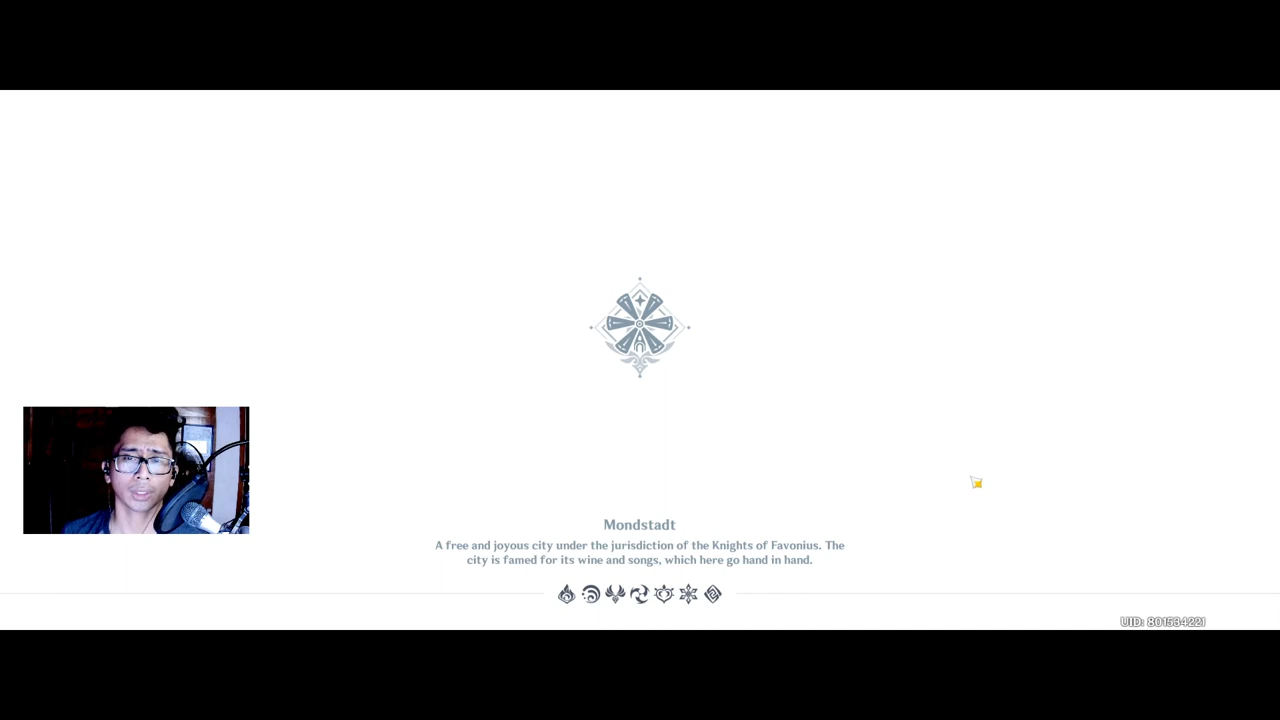 Mondstadt
A free and joyous city under the jurisdiction of the Knights of Favonius. The
city is famed for its wine and songs, which here go hand in hand.
UID: 801534221